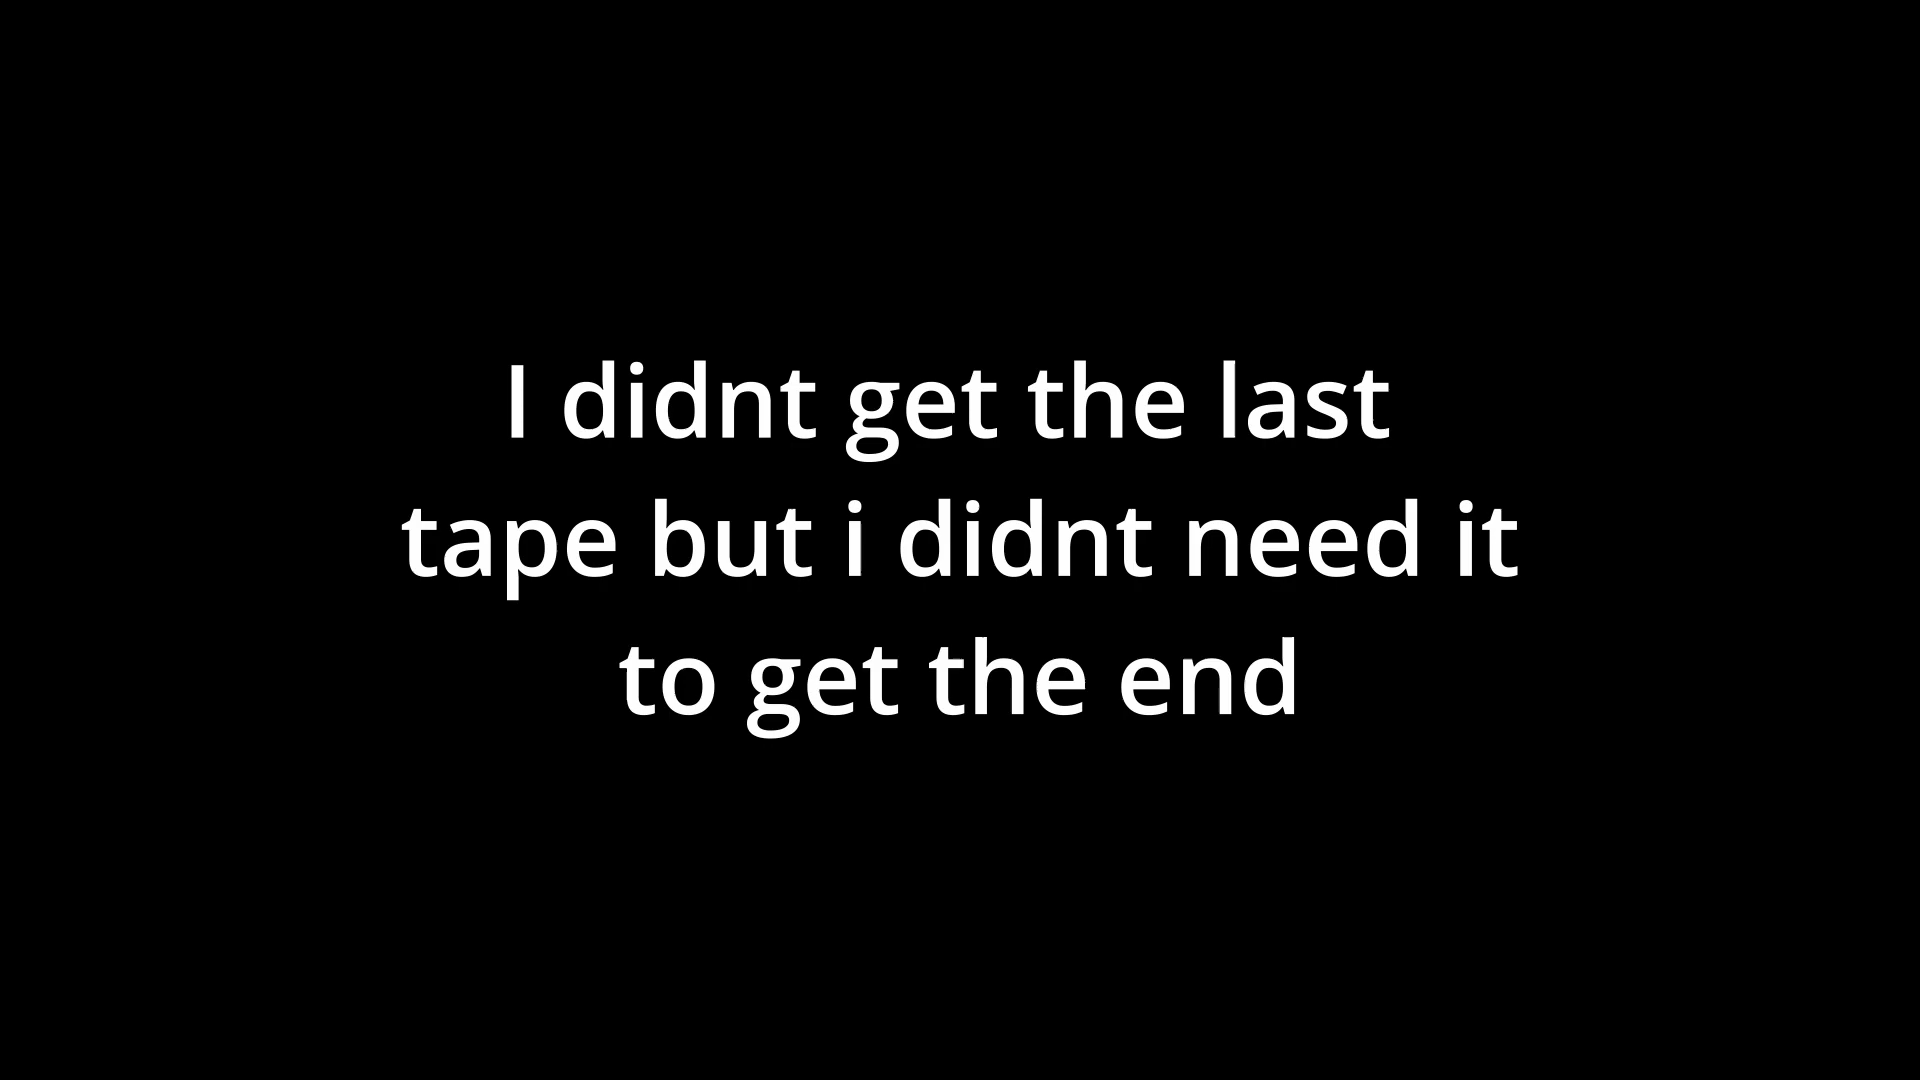 I didnt get the last
tape but i didnt need it
to get the end